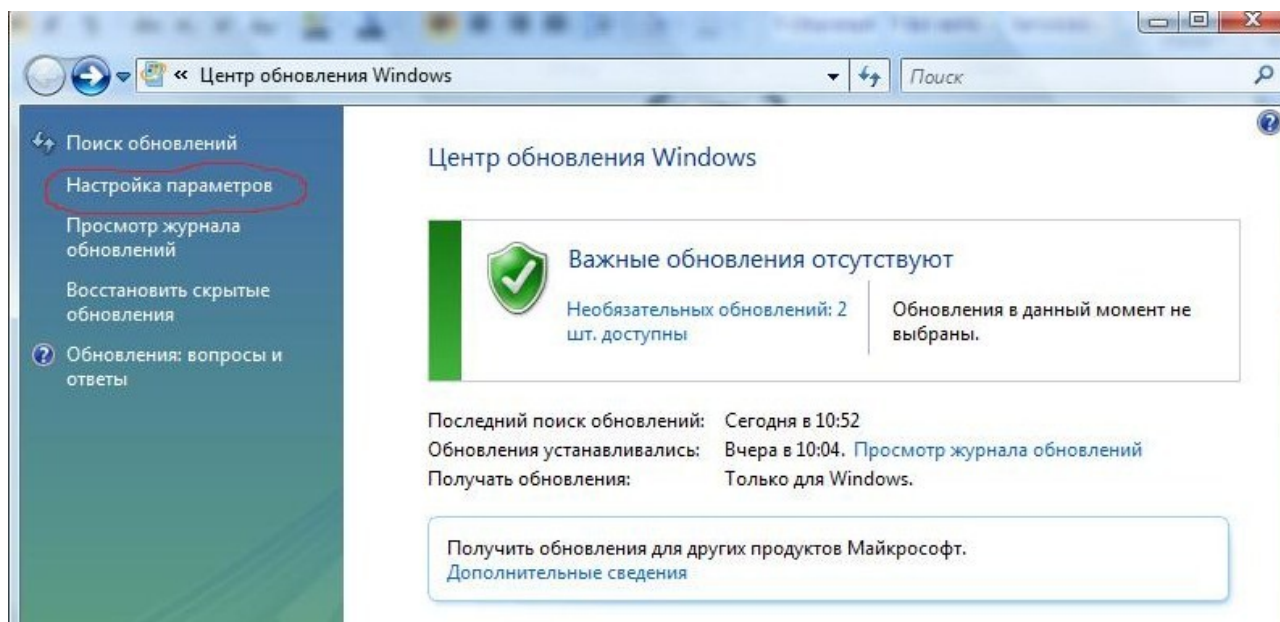 « Центр обновления Windows
Поиск
Поиск обновлений
Настройка параметров
Просмотр журнала
обновлений
Восстановить скрытые
обновления
Обновления: вопросы и
ответы
Центр обновления Windows
Важные обновления отсутствуют
Необязательных обновлений: 2
шт. доступны
Обновления в данный момент не
выбраны.
Последний поиск обновлений: Сегодня в 10:52
Обновления устанавливались: Вчера в 10:04. Просмотр журнала обновлений
Получать обновления: Только для Windows.
Получить обновления для других продуктов Майкрософт.
Дополнительные сведения